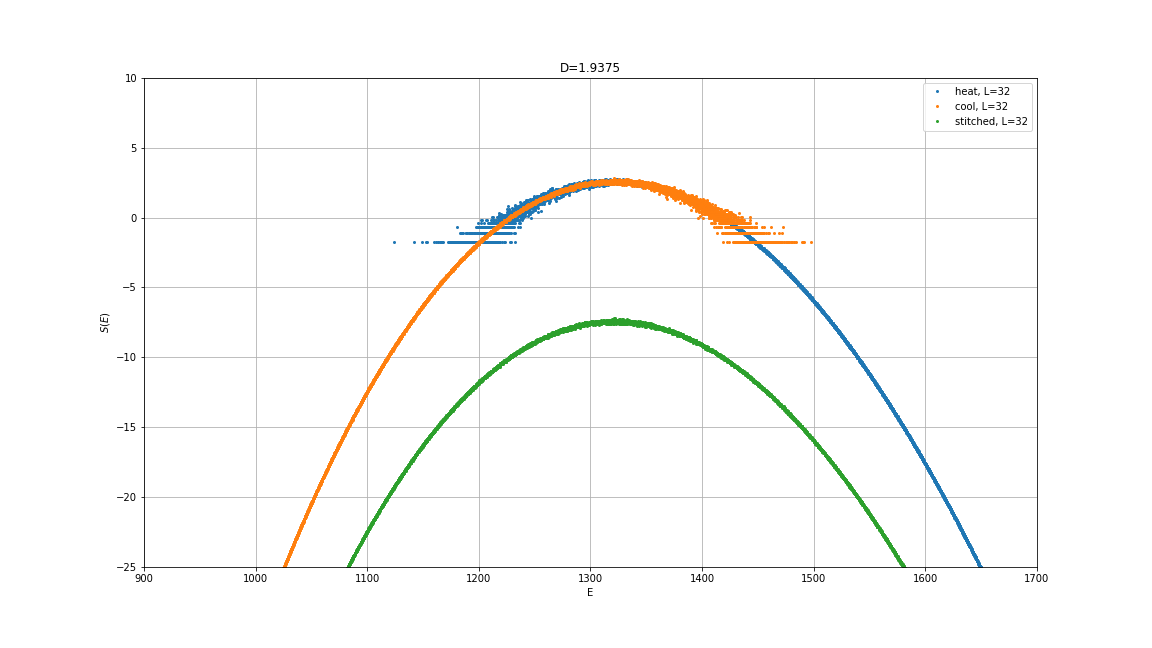 D=1.9375
10
5
0
−5
−10
−15
−20
−25
S(E)
heat, L=32
cool, L=32
stitched, L=32
900 1000 1100 1200 1300 1400 1500 1600 1700
E